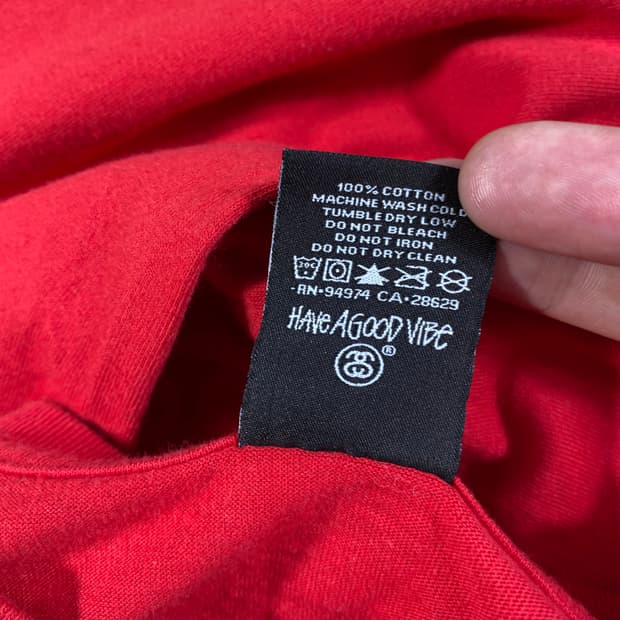 100% COTTON
MACHINE WASH COLD
TUMBLE DRY LOW
DO NOT BLEACH
DO NOT IRON
DO NOT DRY CLEAN
30C
-RN•94974 CA•28629
HAVE A GOOD VIBE
®